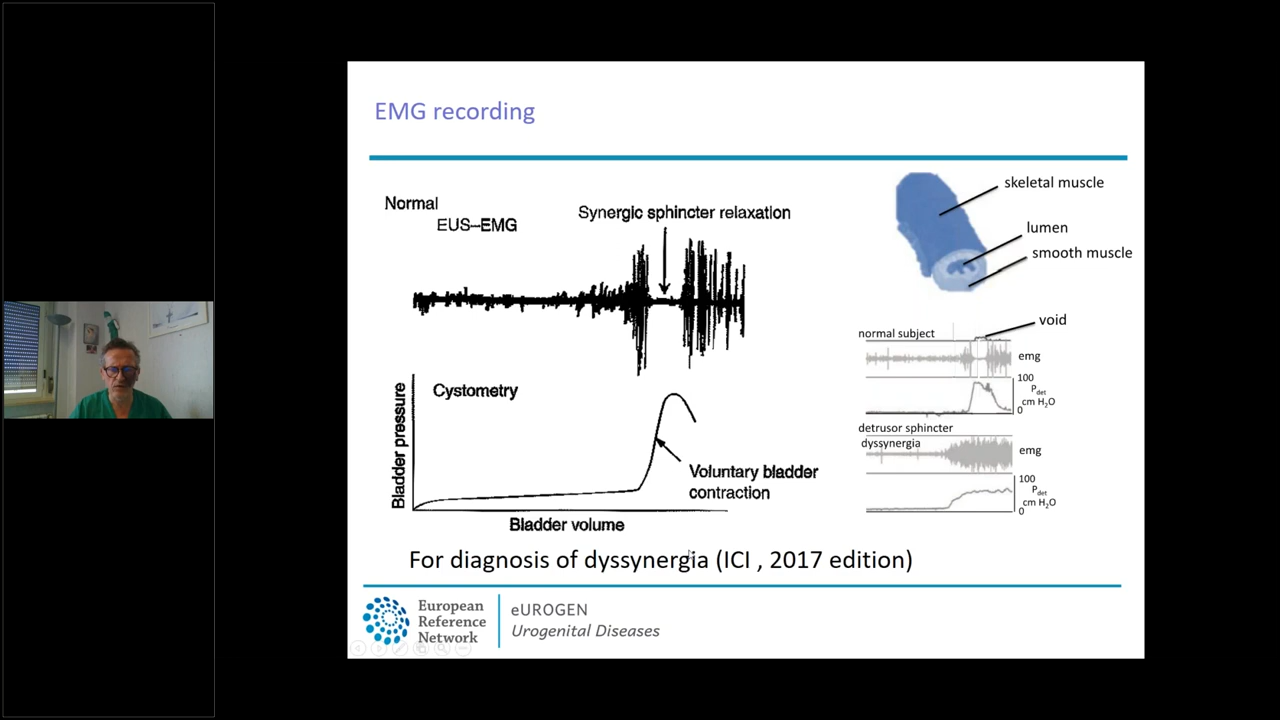 EMG recording
Normal
EUS-EMG
Synergic sphincter relaxation
Cystometry
Bladder pressure
Voluntary bladder
contraction
Bladder volume
skeletal muscle
lumen
smooth muscle
void
normal subject
emg
100
Pdet
cm H2O
0
detrusor sphincter
dyssynergia
emg
100
Pdet
cm H2O
0
For diagnosis of dyssynergia (ICI , 2017 edition)
European
Reference
Network
eUROGEN
Urogenital Diseases